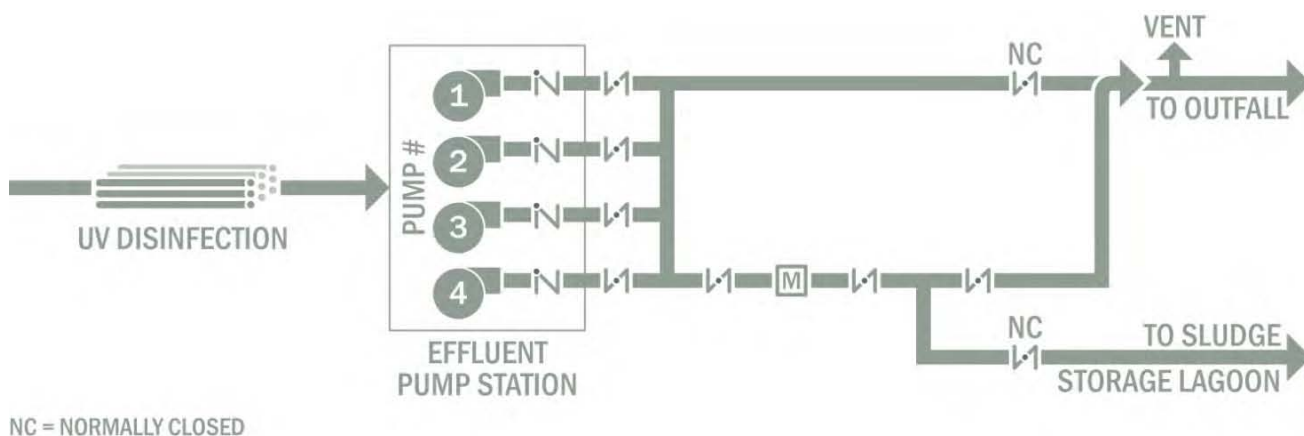 VENT
NC
TO OUTFALL
UV DISINFECTION
PUMP #
1
2
3
4
M
EFFLUENT
PUMP STATION
NC
TO SLUDGE
STORAGE LAGOON
NC = NORMALLY CLOSED